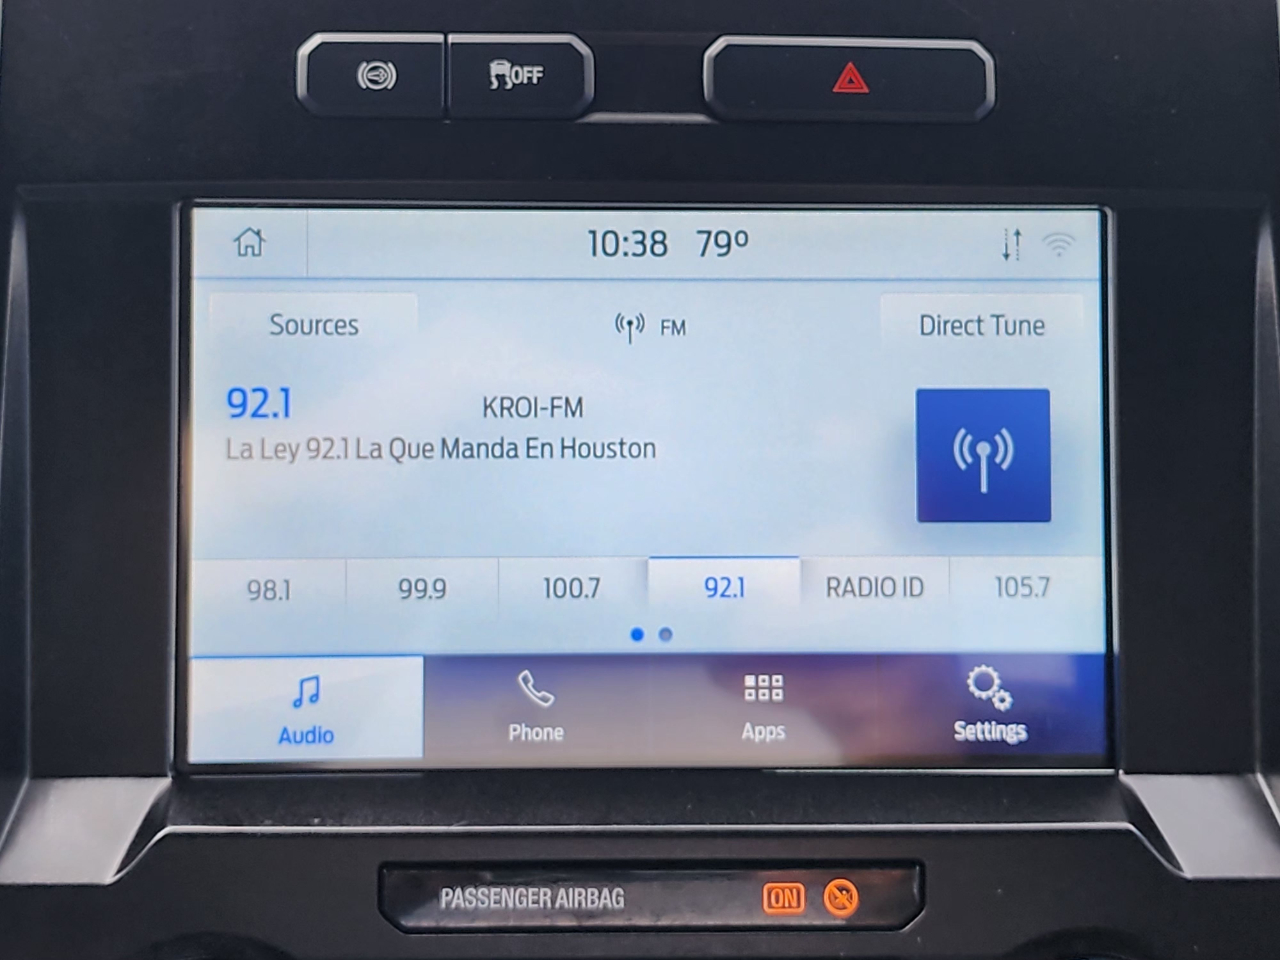 OFF
10:38 79º
Sources FM Direct Tune
92.1 KROI-FM
La Ley 92.1 La Que Manda En Houston
98.1 99.9 100.7 92.1 RADIO ID 105.7
Audio Phone Apps Settings
PASSENGER AIRBAG ON